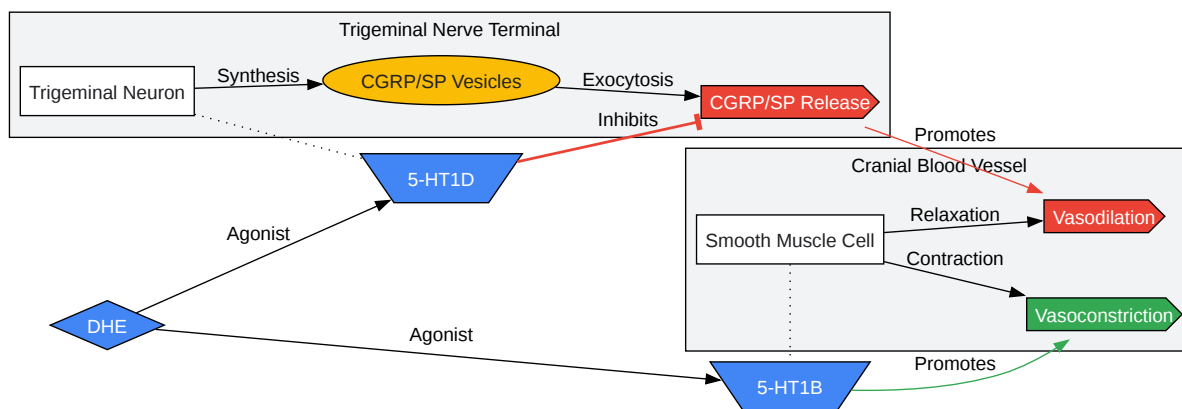 Trigeminal Nerve Terminal
Trigeminal Neuron
Synthesis
CGRP/SP Vesicles
Exocytosis
CGRP/SP Release
Inhibits
Promotes
5-HT1D
Cranial Blood Vessel
Agonist
Smooth Muscle Cell
Relaxation
Vasodilation
Contraction
DHE
Agonist
Vasoconstriction
5-HT1B
Promotes